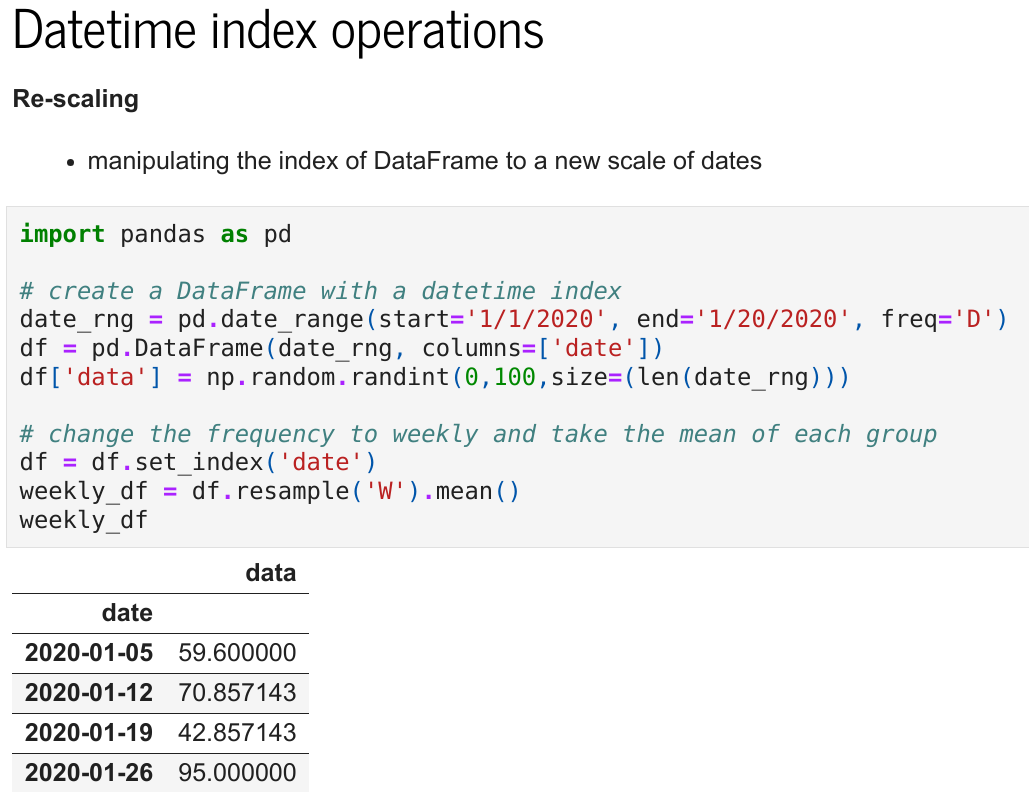 Datetime index operations
Re-scaling
• manipulating the index of DataFrame to a new scale of dates
import pandas as pd
# create a DataFrame with a datetime index
date_rng = pd.date_range(start='1/1/2020', end='1/20/2020', freq='D')
df = pd.DataFrame(date_rng, columns=['date'])
df['data'] = np.random.randint(0,100,size=(len(date_rng)))
# change the frequency to weekly and take the mean of each group
df = df.set_index('date')
weekly_df = df.resample('W').mean()
weekly_df
data
date
2020-01-05 59.600000
2020-01-12 70.857143
2020-01-19 42.857143
2020-01-26 95.000000